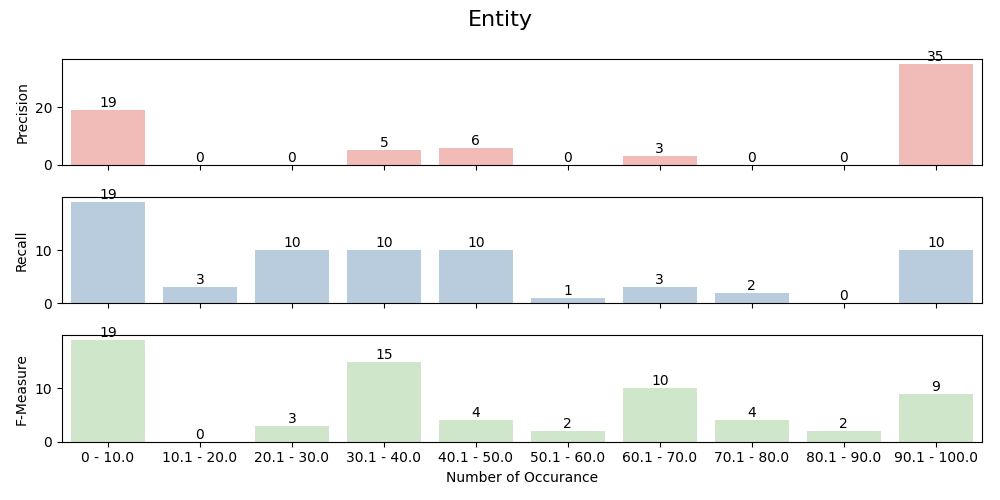 Entity
Precision
20
0
19 0 0 5 6 0 3 0 0 35
Recall
10
0
19 3 10 10 10 1 3 2 0 10
F-Measure
10
0
19 0 3 15 4 2 10 4 2 9
0 - 10.0 10.1 - 20.0 20.1 - 30.0 30.1 - 40.0 40.1 - 50.0 50.1 - 60.0 60.1 - 70.0 70.1 - 80.0 80.1 - 90.0 90.1 - 100.0
Number of Occurance